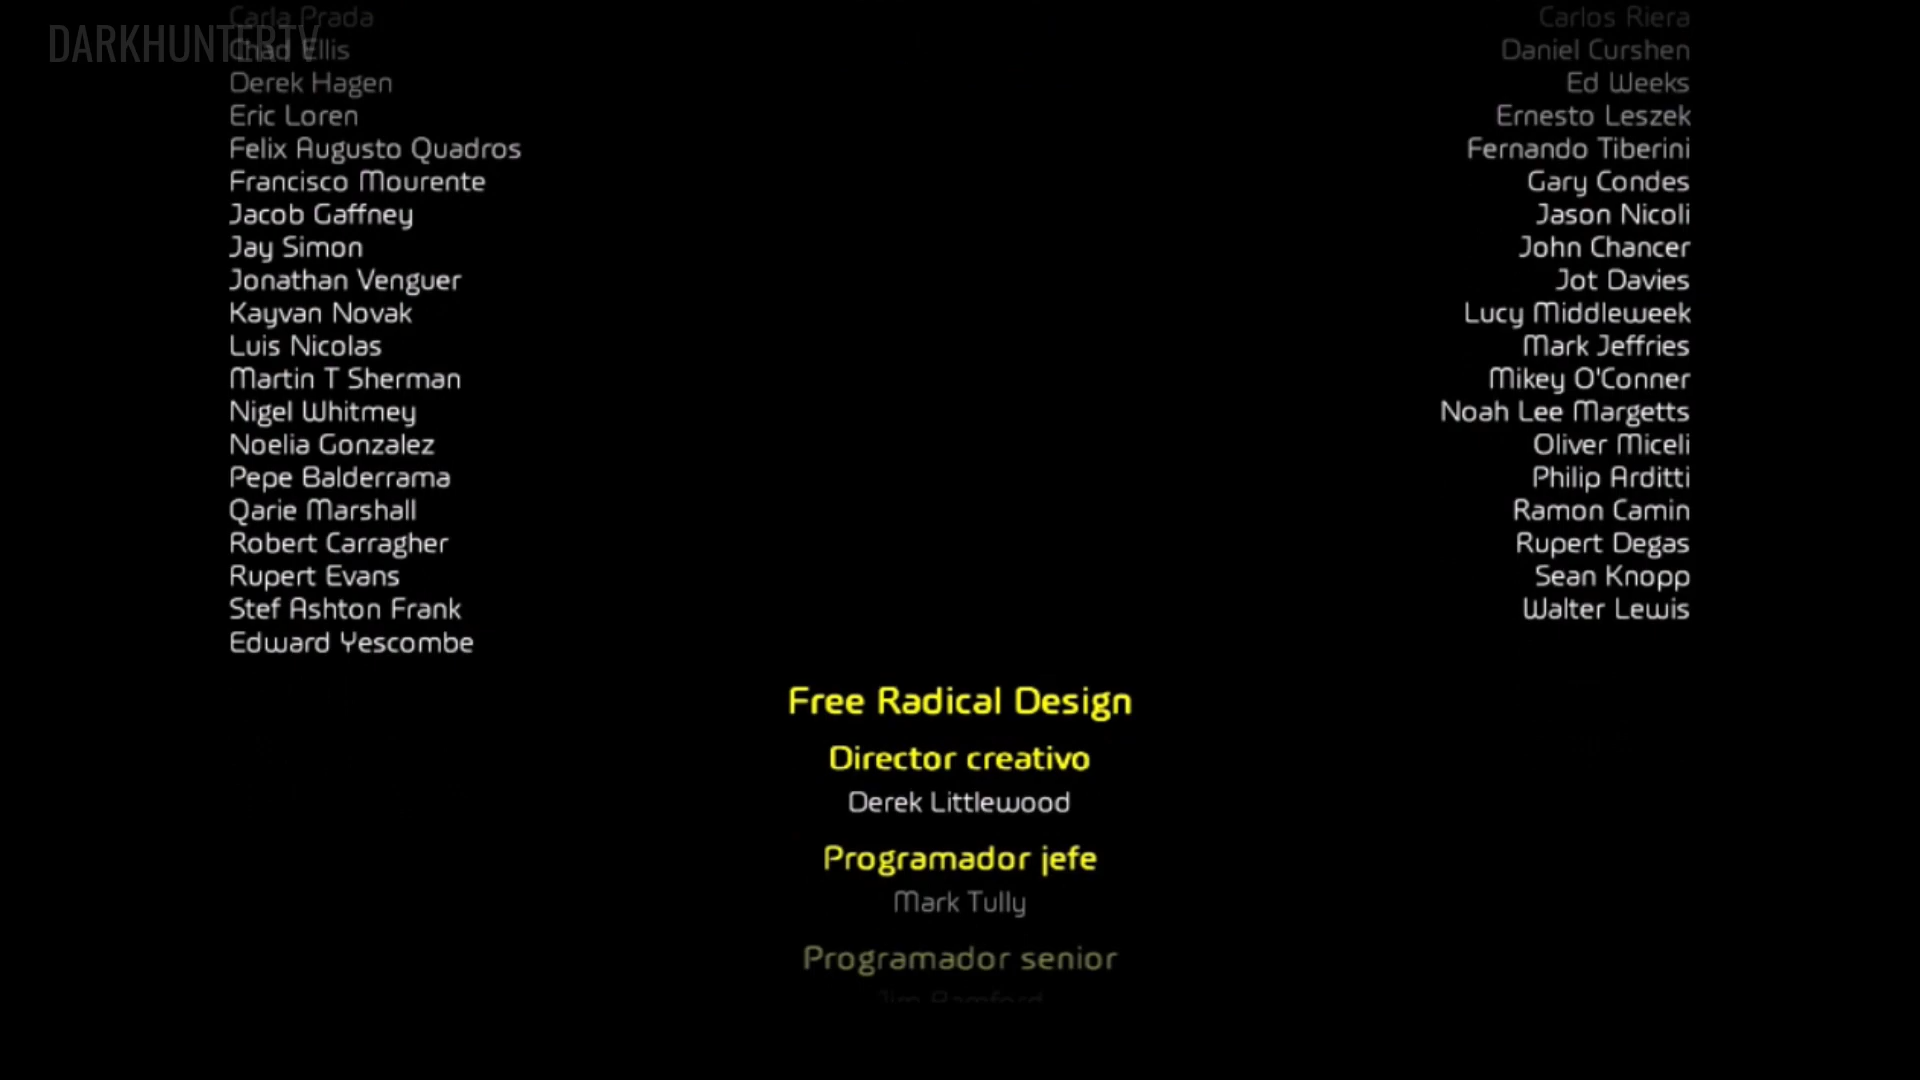 DARKHUNTERTV
Carla Prada Carlos Riera
Chad Ellis Daniel Curshen
Derek Hagen Ed Weeks
Eric Loren Ernesto Leszek
Felix Augusto Quadros Fernando Tiberini
Francisco Mourente Gary Condes
Jacob Gaffney Jason Nicoli
Jay Simon John Chancer
Jonathan Venguer Jot Davies
Kayvan Novak Lucy Middleweek
Luis Nicolas Mark Jeffries
Martin T Sherman Mikey O'Conner
Nigel Whitmey Noah Lee Margetts
Noelia Gonzalez Oliver Miceli
Pepe Balderrama Philip Arditti
Qarie Marshall Ramon Camin
Robert Carragher Rupert Degas
Rupert Evans Sean Knopp
Stef Ashton Frank Walter Lewis
Edward Yescombe
Free Radical Design
Director creativo
Derek Littlewood
Programador jefe
Mark Tully
Programador senior
Jim Bamford